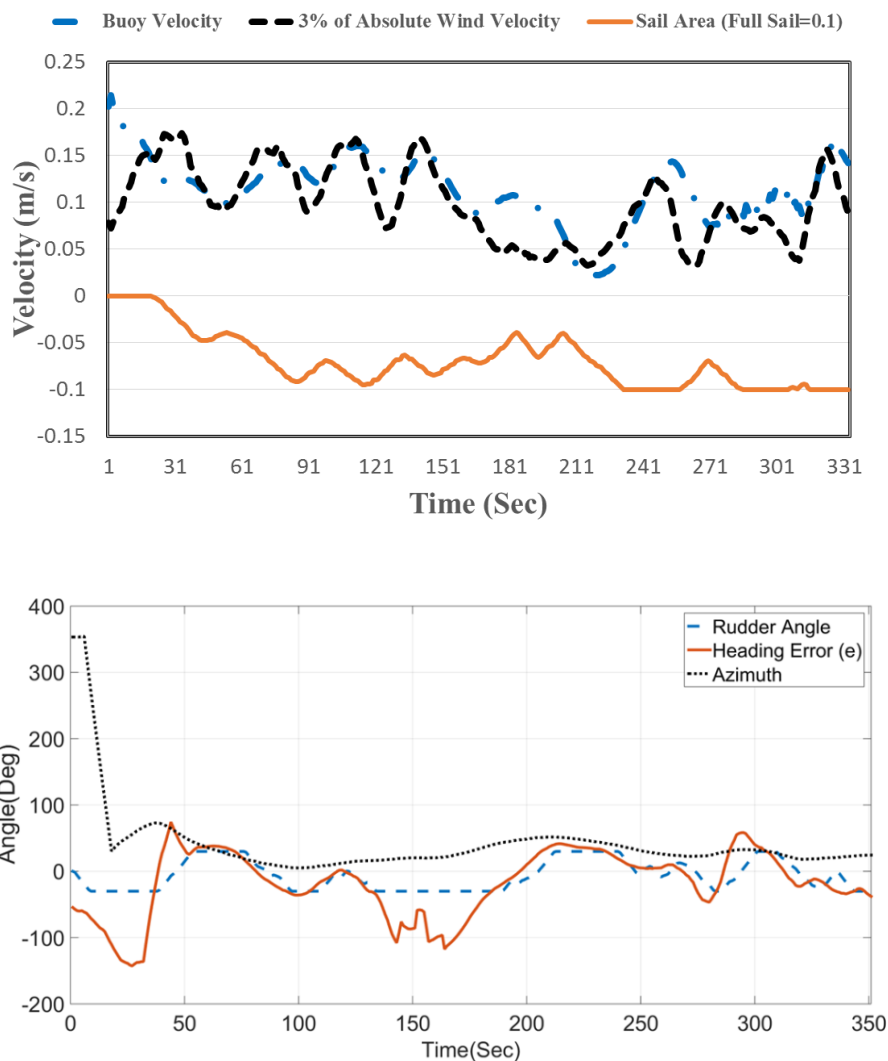 Buoy Velocity 3% of Absolute Wind Velocity Sail Area (Full Sail=0.1)
0.25
0.2
0.15
0.1
0.05
0
-0.05
-0.1
-0.15
Velocity (m/s)
1 31 61 91 121 151 181 211 241 271 301 331
Time (Sec)
400
300
200
100
0
-100
-200
Angle(Deg)
Rudder Angle
Heading Error (e)
Azimuth
0 50 100 150 200 250 300 350
Time(Sec)